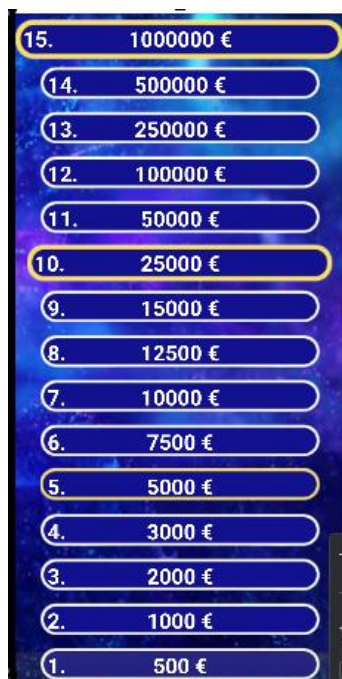 15. 1000000 €
14. 500000 €
13. 250000 €
12. 100000 €
11. 50000 €
10. 25000 €
9. 15000 €
8. 12500 €
7. 10000 €
6. 7500 €
5. 5000 €
4. 3000 €
3. 2000 €
2. 1000 €
1. 500 €